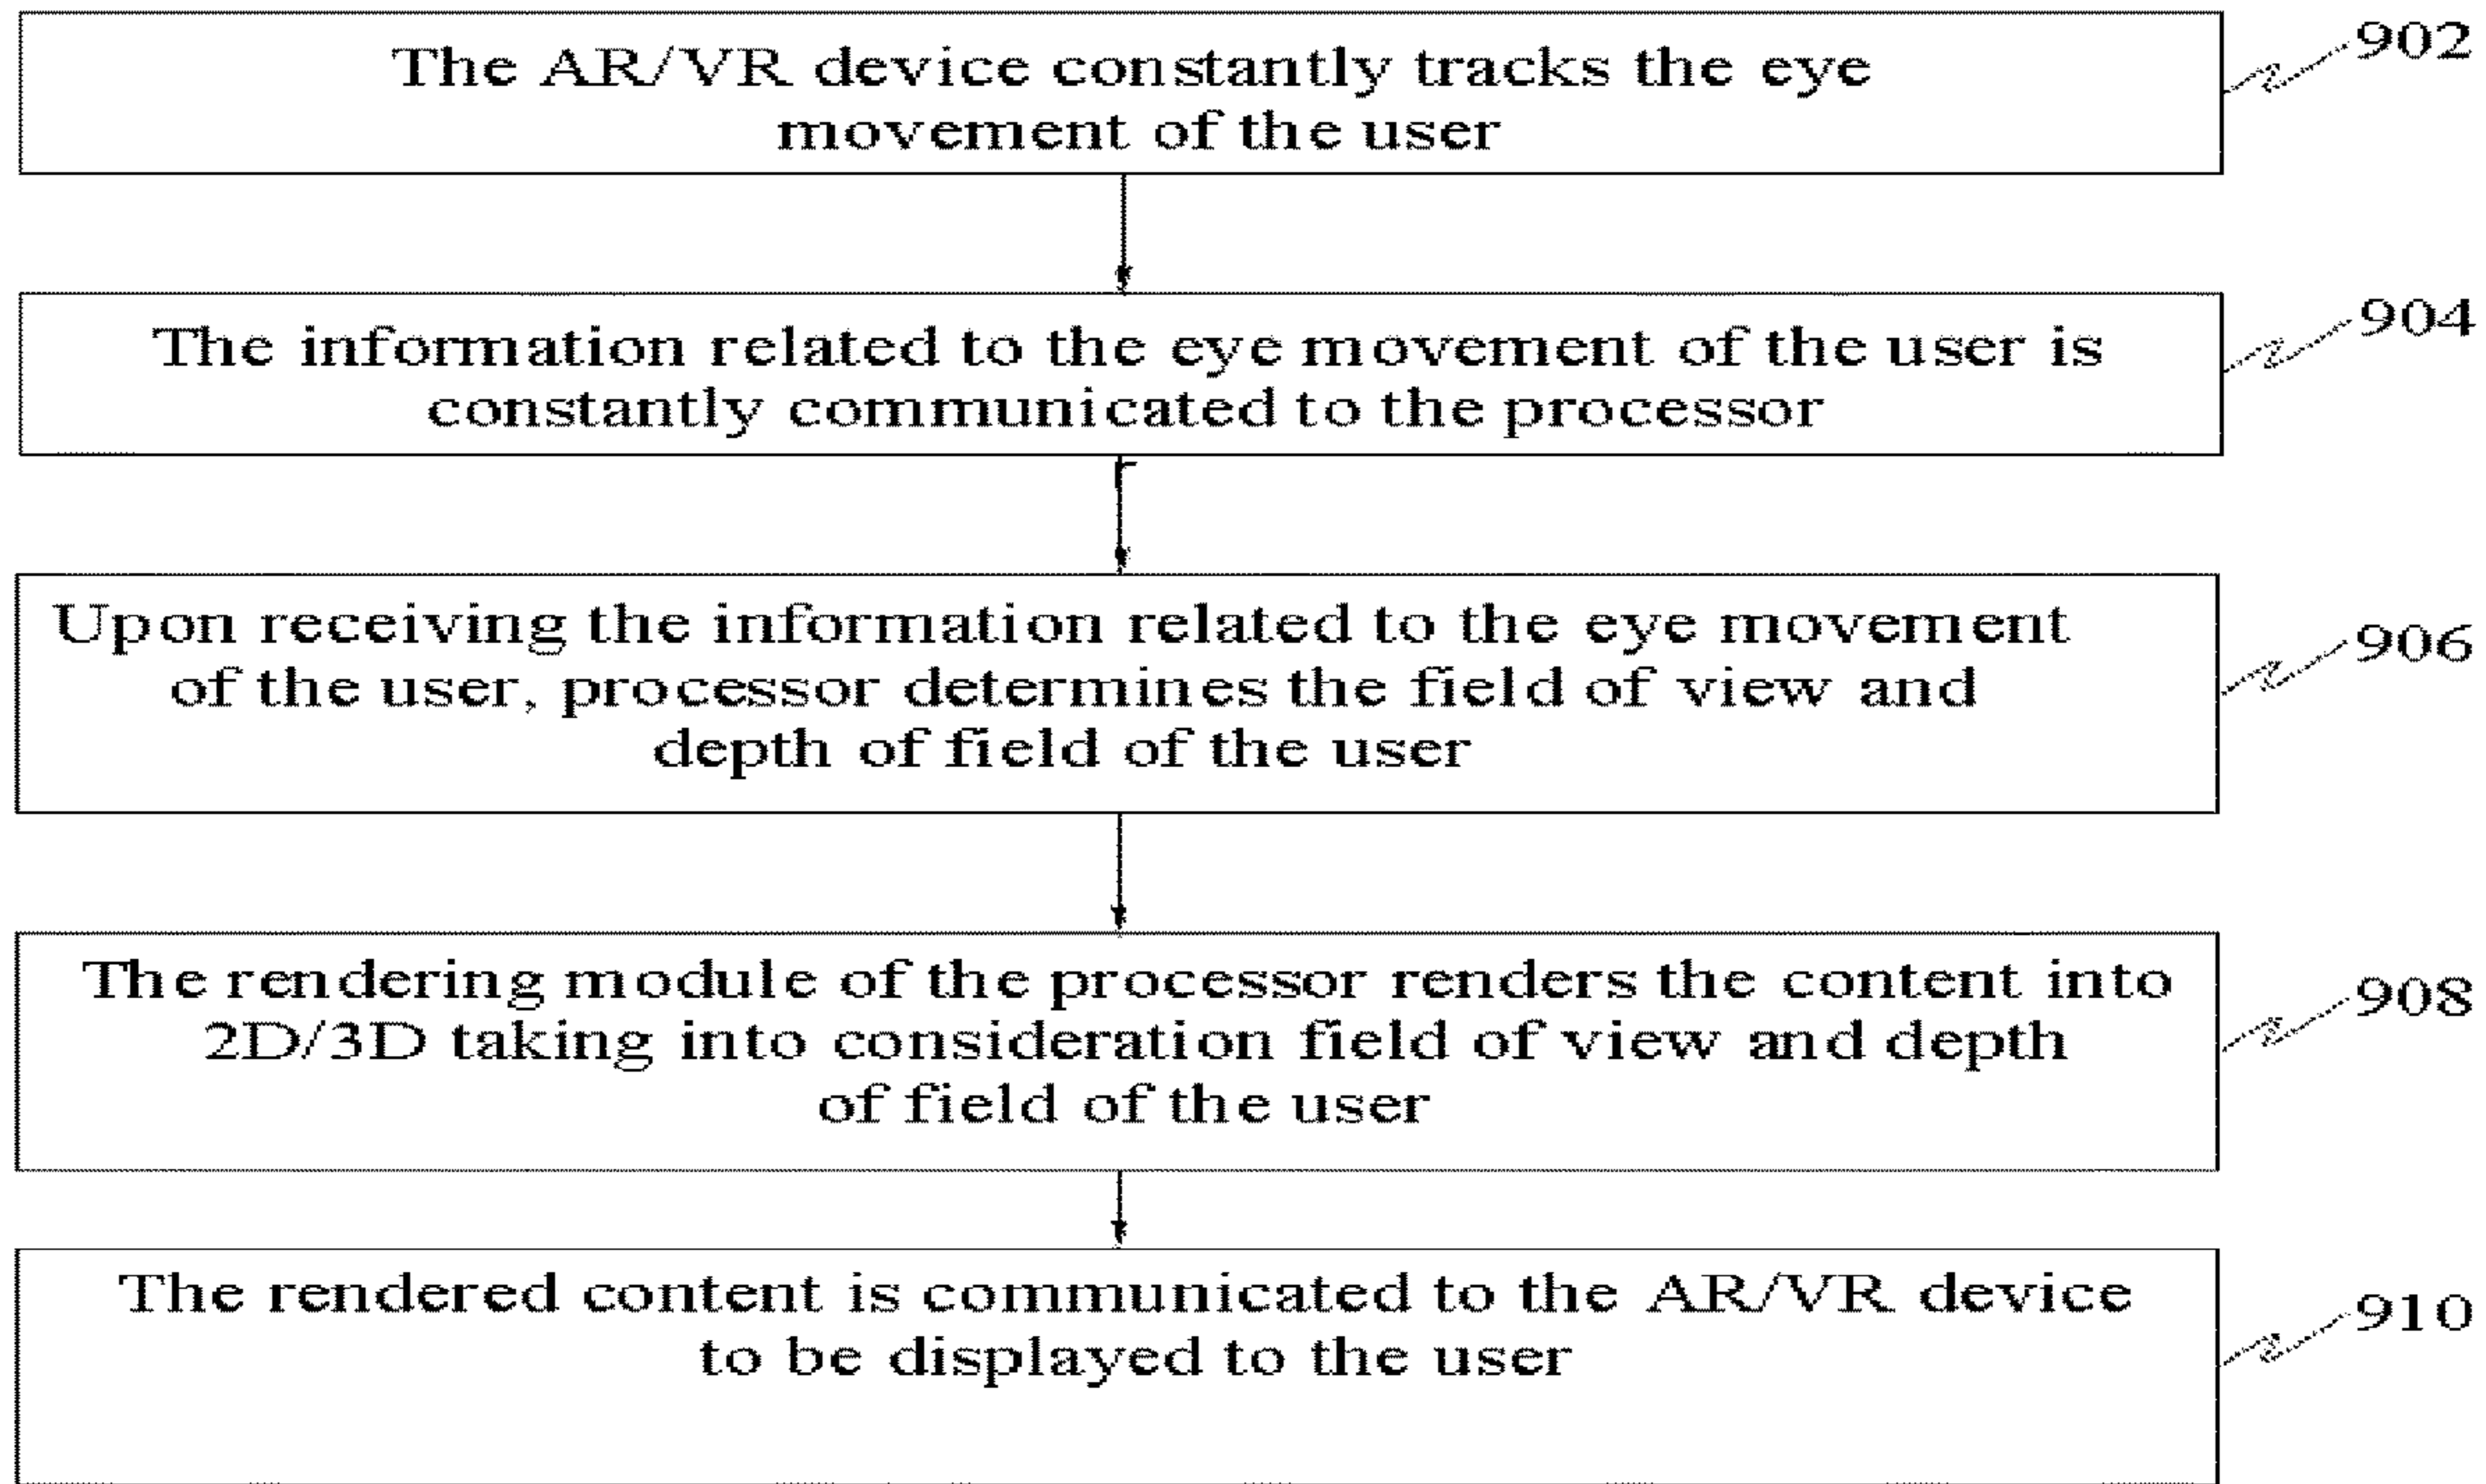 The AR/VR device constantly tracks the eye
movement of the user
902
The information related to the eye movement of the user is
constantly communicated to the processor
904
Upon receiving the information related to the eye movement
of the user, processor determines the field of view and
depth of field of the user
906
The rendering module of the processor renders the content into
2D/3D taking into consideration field of view and depth
of field of the user
908
The rendered content is communicated to the AR/VR device
to be displayed to the user
910